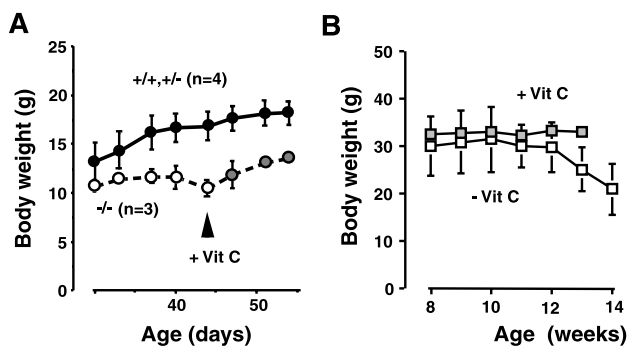 A
Body weight (g)
25
20
15
10
5
0
+/+,+/- (n=4)
-/- (n=3)
+ Vit C
40
50
Age (days)
B
Body weight (g)
50
40
30
20
10
0
+ Vit C
- Vit C
8
10
12
14
Age (weeks)